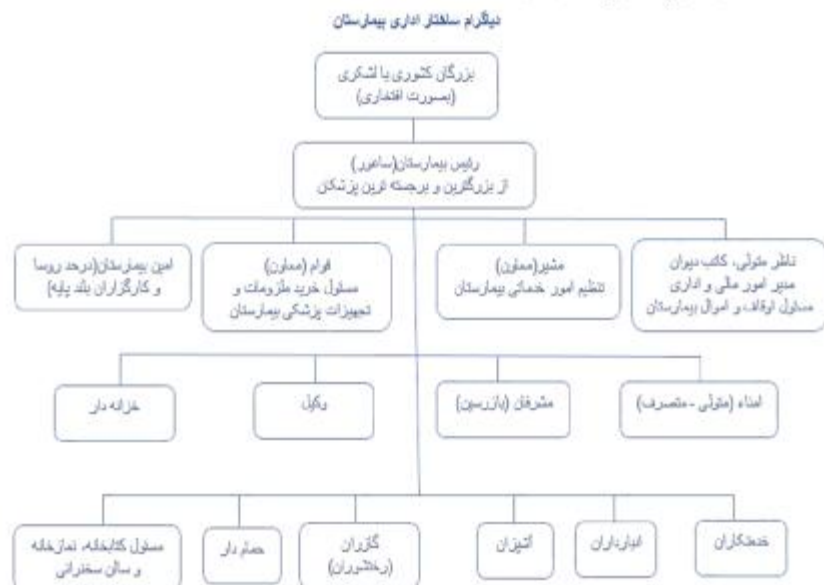 دیاگرام ساختار اداری بیمارستان
بزرگان کشوری یا لشکری
(بصورت افتخاری)
رئیس بیمارستان(ساعور)
از بزرگترین و برجسته ترین پزشکان
ناظر متولی، کاتب دیوان
مدیر امور مالی و اداری
مسئول اوقاف و اموال بیمارستان
مشیر(معاون)
تنظیم امور خدماتی بیمارستان
قوام (معاون)
مسئول خرید ملزومات و
تجهیزات پزشکی بیمارستان
امین بیمارستان(درحد روسا
و کارگزاران بلند پایه)
امناء (متولی - متصرف)
مشرفان (بازرسین)
وکیل
خزانه دار
خدمتکاران
انبارداران
آشپزان
گازران
(رختشوران)
حمام دار
مسئول کتابخانه، نمازخانه
و سالن سخنرانی